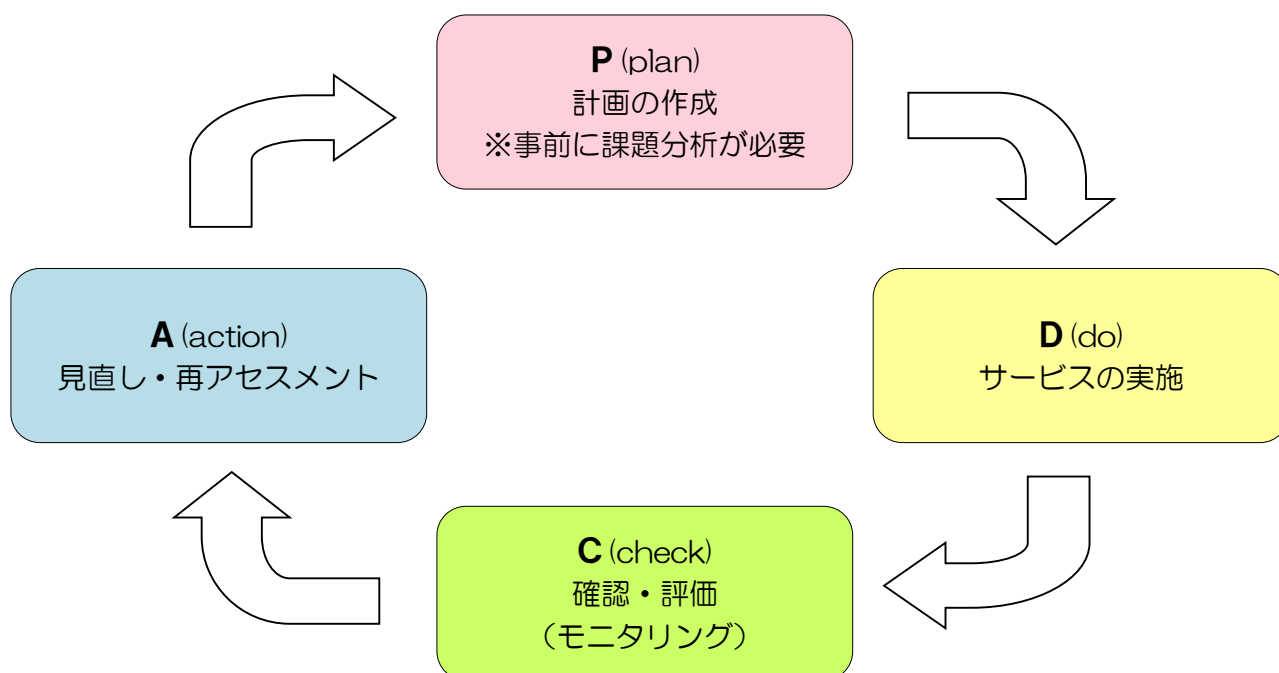 P (plan)
計画の作成
※事前に課題分析が必要
D (do)
サービスの実施
C (check)
確認・評価
（モニタリング）
A (action)
見直し・再アセスメント